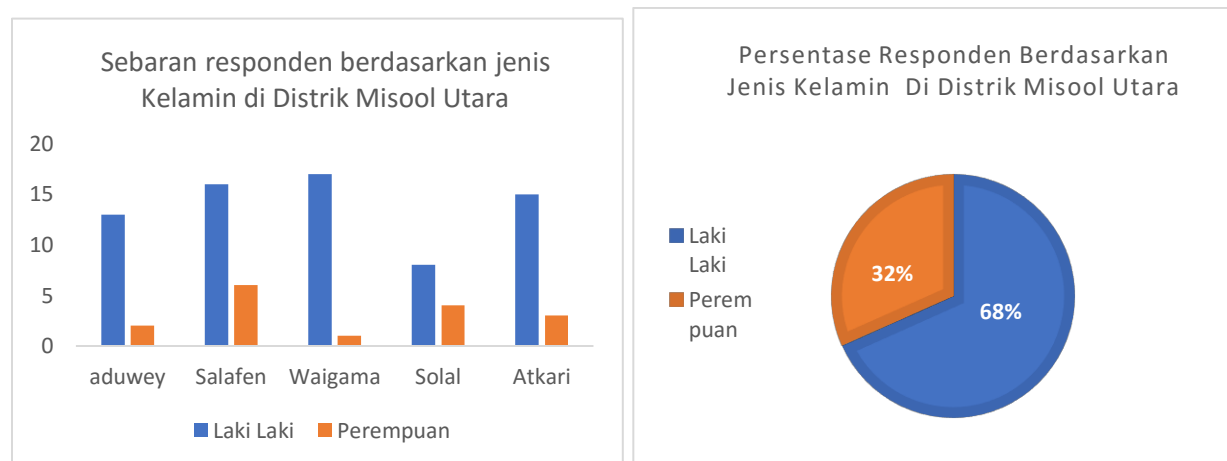 Sebaran responden berdasarkan jenis
Kelamin di Distrik Misool Utara
20
15
10
5
0
aduwey Salafen Waigama Solal Atkari
Laki Laki Perempuan
Persentase Responden Berdasarkan
Jenis Kelamin Di Distrik Misool Utara
Laki
Laki
Perem
puan
32%
68%